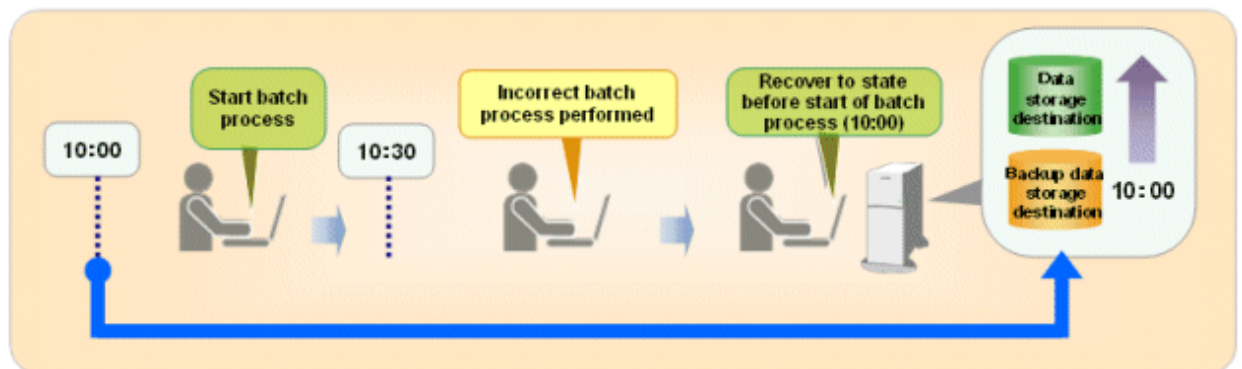 10:00
Start batch
process
10:30
Incorrect batch
process performed
Recover to state
before start of batch
process (10:00)
Data
storage
destination
Backup data
storage
destination
10:00